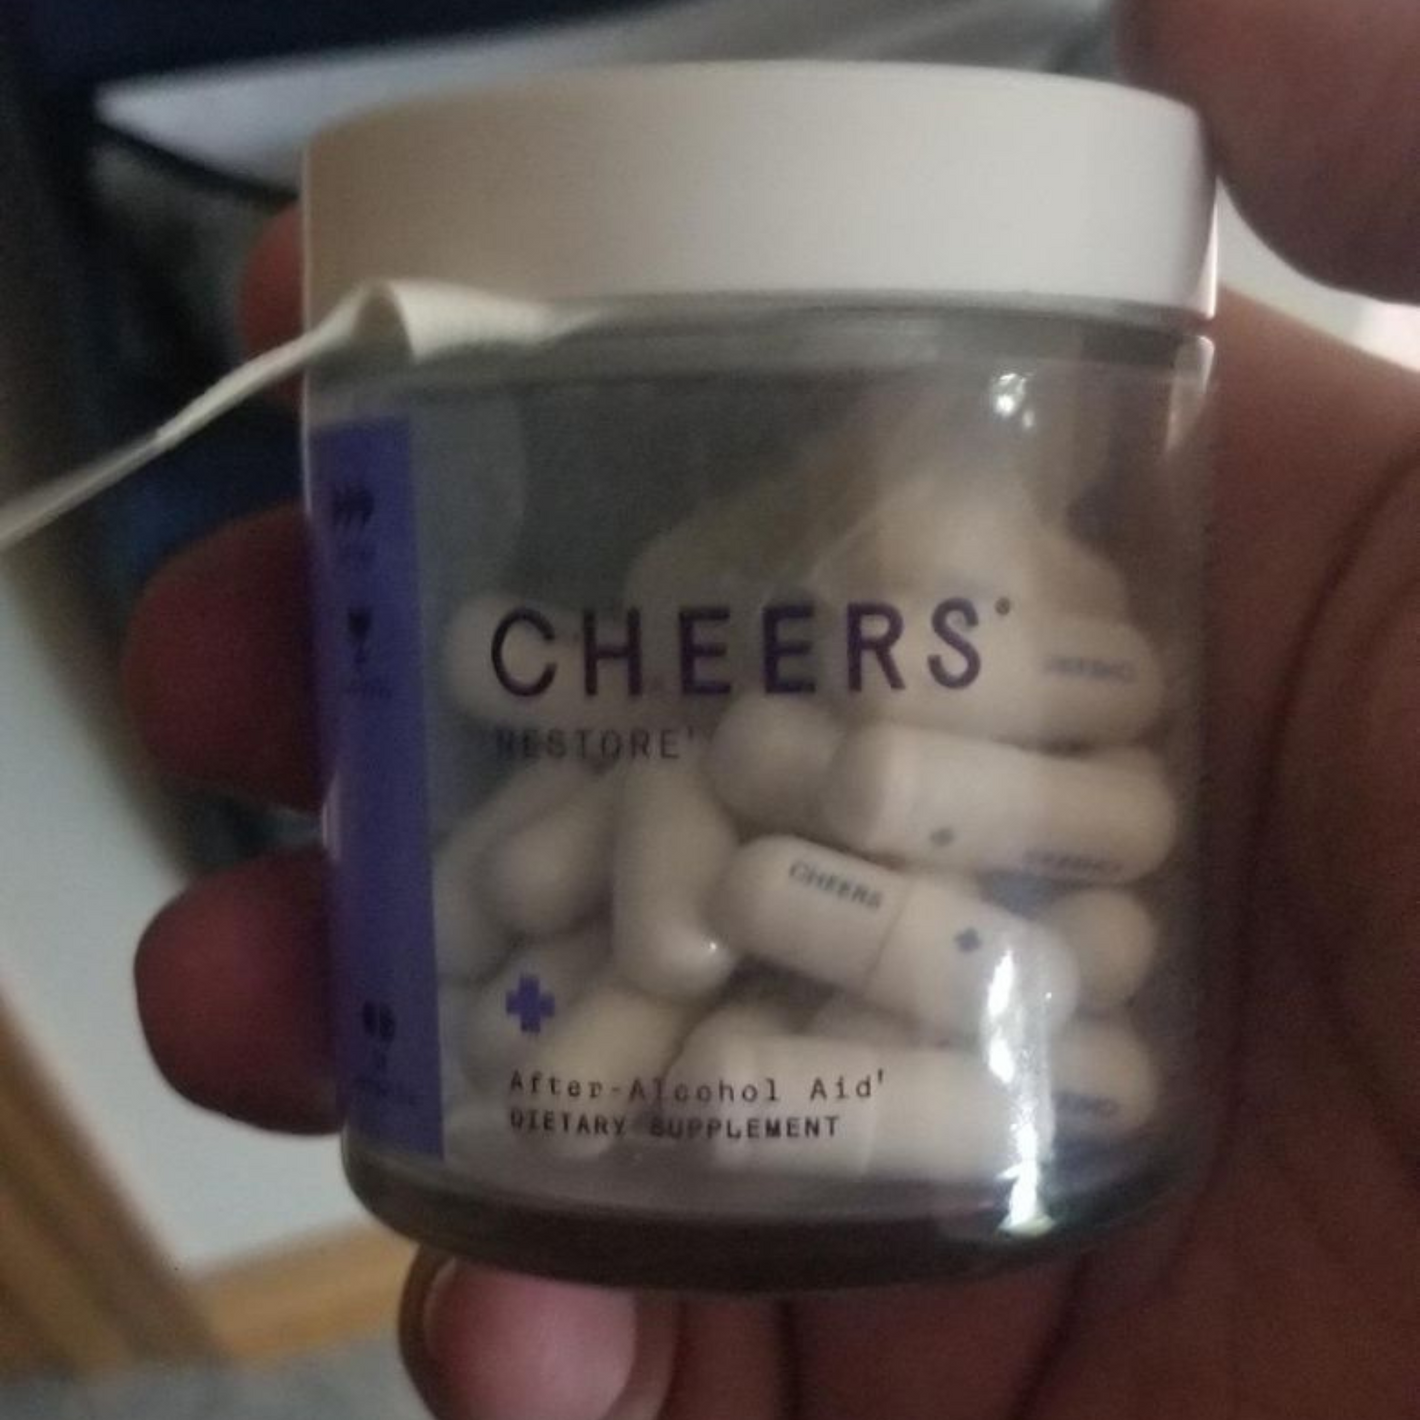 CHEERS°
RESTORE'
CHEERS
After-Alcohol Aid'
DIETARY SUPPLEMENT